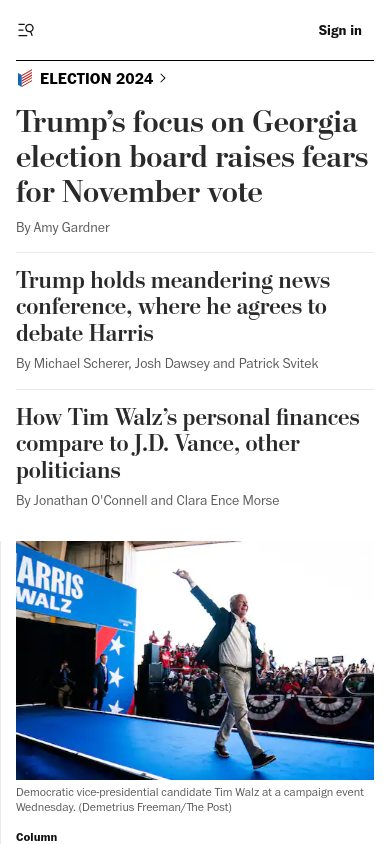 Sign in
ELECTION 2024
Trump’s focus on Georgia
election board raises fears
for November vote
By Amy Gardner
Trump holds meandering news
conference, where he agrees to
debate Harris
By Michael Scherer, Josh Dawsey and Patrick Svitek
How Tim Walz’s personal finances
compare to J.D. Vance, other
politicians
By Jonathan O'Connell and Clara Ence Morse
ARRIS
WALZ
Democratic vice-presidential candidate Tim Walz at a campaign event
Wednesday. (Demetrius Freeman/The Post)
Column